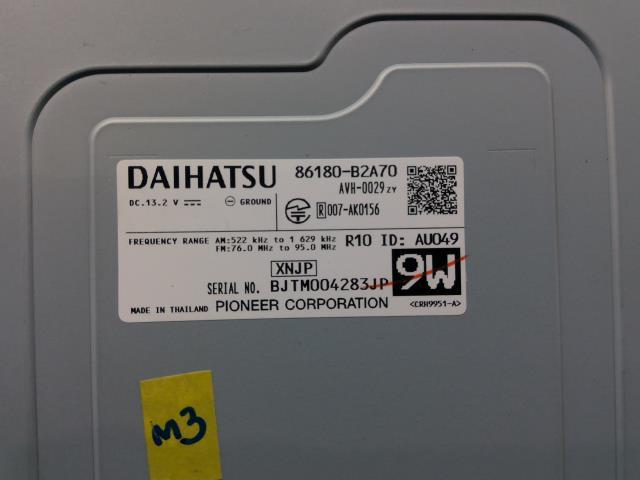 DAIHATSU 86180-B2A70
AVH-0029ZY
DC.13.2 V ⊖ GROUND
R 007-AK0156
FREQUENCY RANGE AM:522 kHz to 1 629 kHz R10 ID: AU049
FM:76.0 MHz to 95.0 MHz
XNJP
9W
SERIAL NO. BJTM004283JP
MADE IN THAILAND PIONEER CORPORATION <CRH9951-A>
M3